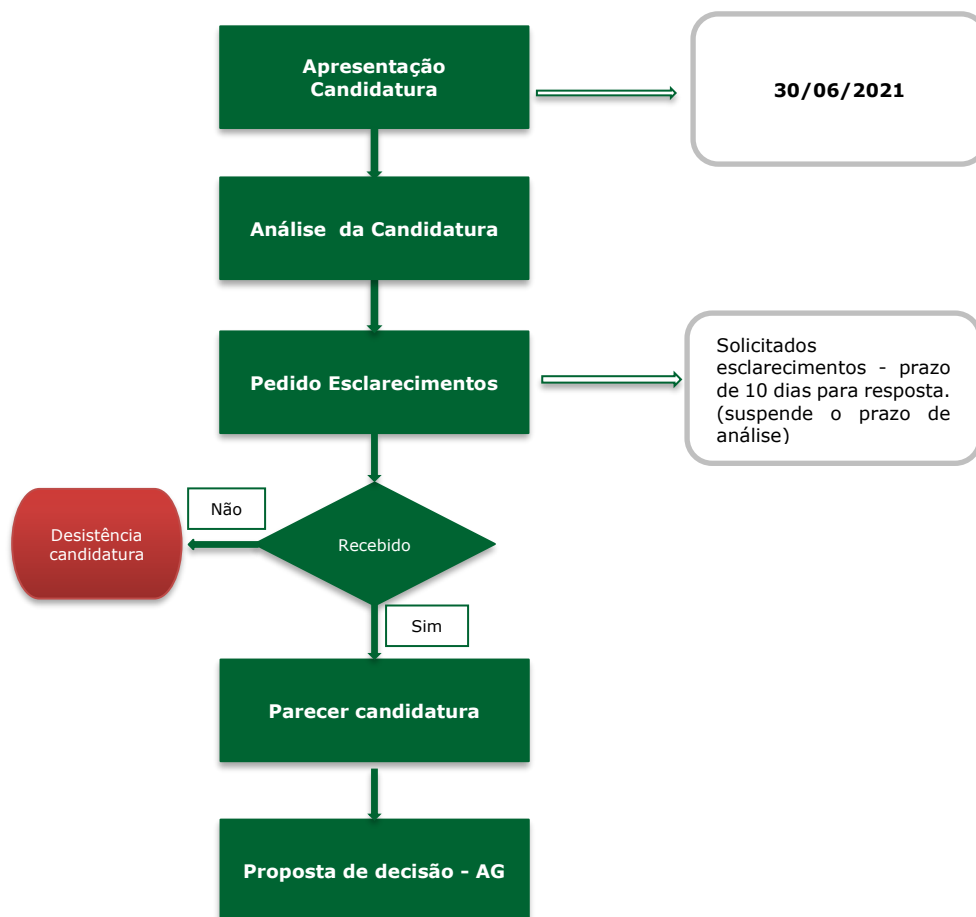 Apresentação
Candidatura
30/06/2021
Análise da Candidatura
Pedido Esclarecimentos
Solicitados
esclarecimentos - prazo
de 10 dias para resposta.
(suspende o prazo de
análise)
Não
Desistência
candidatura
Recebido
Sim
Parecer candidatura
Proposta de decisão - AG